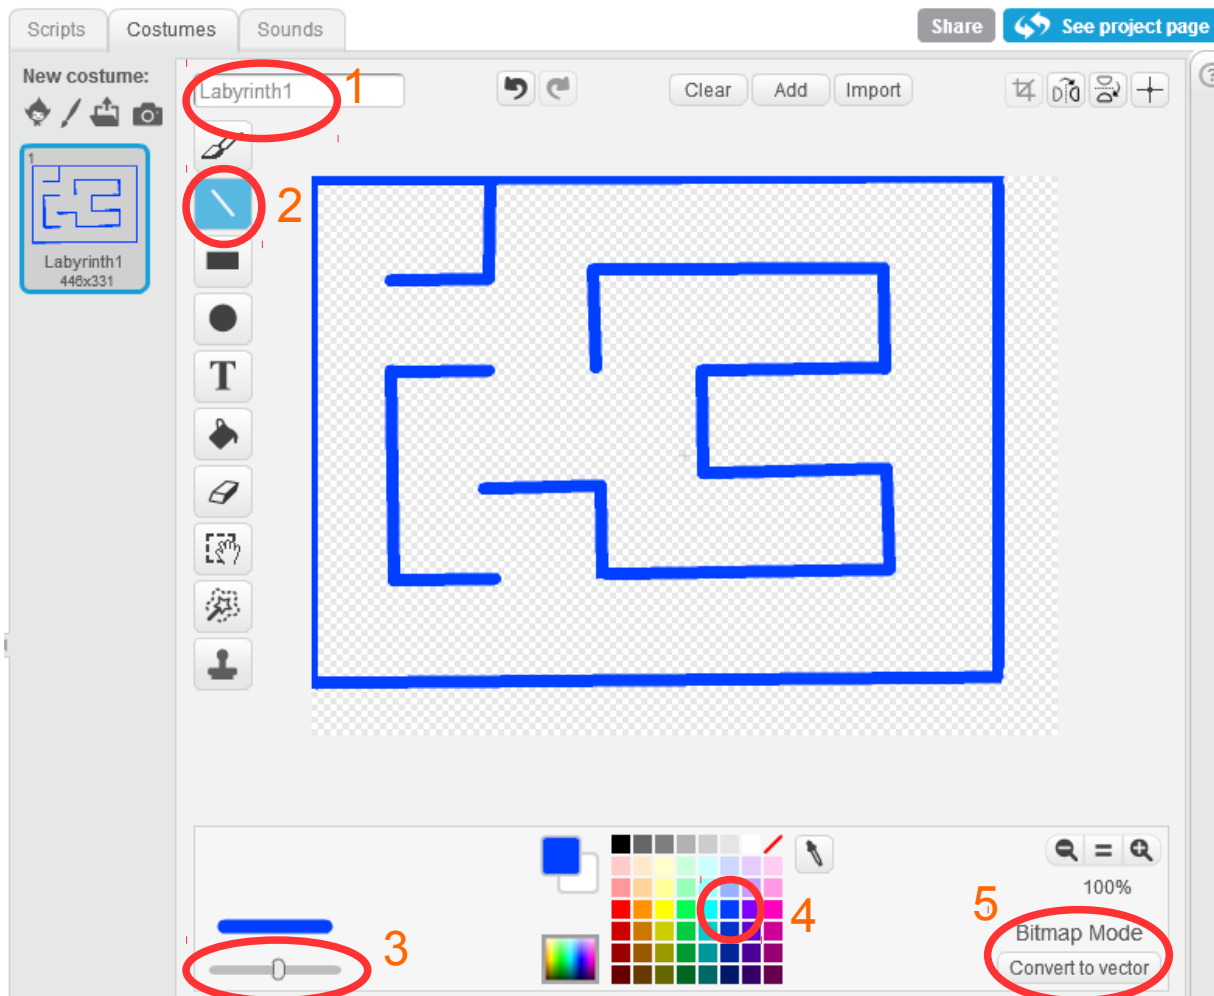 Scripts
Costumes
Sounds
Share
See project page
New costume:
Labyrinth1
1
Clear
Add
Import
?
1
Labyrinth1
446x331
2
T
3
4
5
100%
Bitmap Mode
Convert to vector